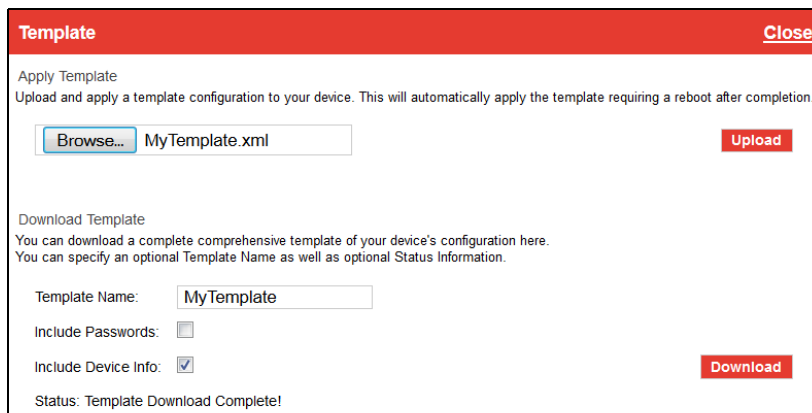 Template Close
Apply Template
Upload and apply a template configuration to your device. This will automatically apply the template requiring a reboot after completion.
Browse... MyTemplate.xml Upload
Download Template
You can download a complete comprehensive template of your device's configuration here.
You can specify an optional Template Name as well as optional Status Information.
Template Name: MyTemplate
Include Passwords:
Include Device Info: Download
Status: Template Download Complete!